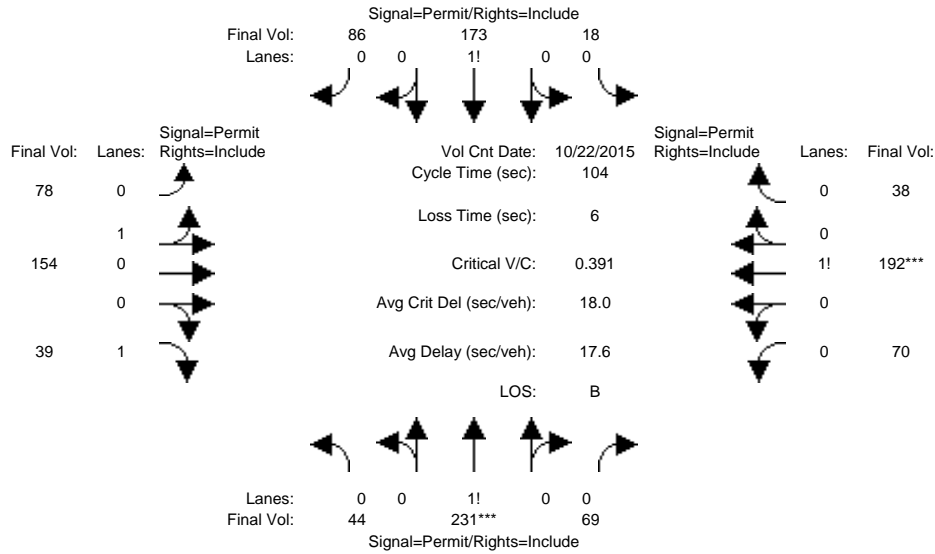 Signal=Permit/Rights=Include
Final Vol: 86 173 18
Lanes: 0 0 1! 0 0
Signal=Permit Signal=Permit
Final Vol: Lanes: Rights=Include Vol Cnt Date: 10/22/2015 Rights=Include Lanes: Final Vol:
Cycle Time (sec): 104
78 0 0 38
Loss Time (sec): 6
1 0
154 0 Critical V/C: 0.391 1! 192***
0 Avg Crit Del (sec/veh): 18.0 0
39 1 Avg Delay (sec/veh): 17.6 0 70
LOS: B
Lanes: 0 0 1! 0 0
Final Vol: 44 231*** 69
Signal=Permit/Rights=Include